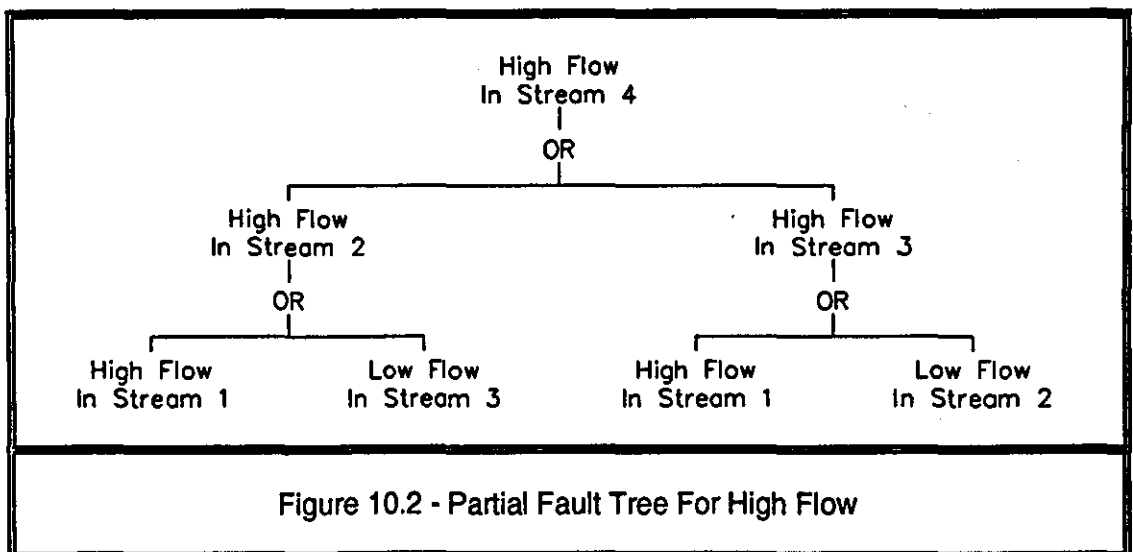 High Flow
In Stream 4
OR
High Flow
In Stream 2
High Flow
In Stream 3
OR
OR
High Flow
In Stream 1
Low Flow
In Stream 3
High Flow
In Stream 1
Low Flow
In Stream 2
Figure 10.2 - Partial Fault Tree For High Flow